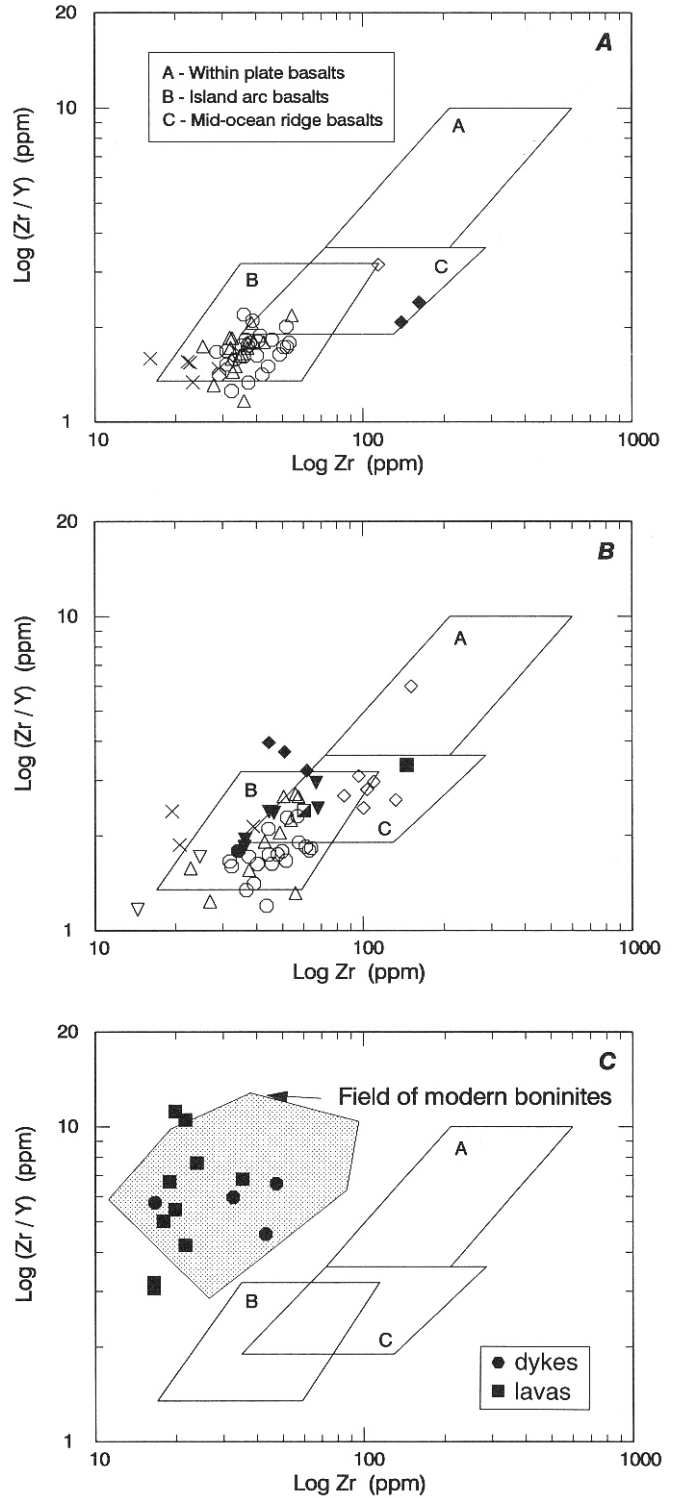 20
A
A - Within plate basalts
B - Island arc basalts
C - Mid-ocean ridge basalts
10
A
B
C
Log (Zr / Y) (ppm)
1
10
100
1000
Log Zr (ppm)
20
B
10
A
B
C
Log (Zr / Y) (ppm)
1
10
100
1000
Log Zr (ppm)
20
C
Field of modern boninites
10
A
B
C
Log (Zr / Y) (ppm)
dykes
lavas
1
10
100
1000
Log Zr (ppm)